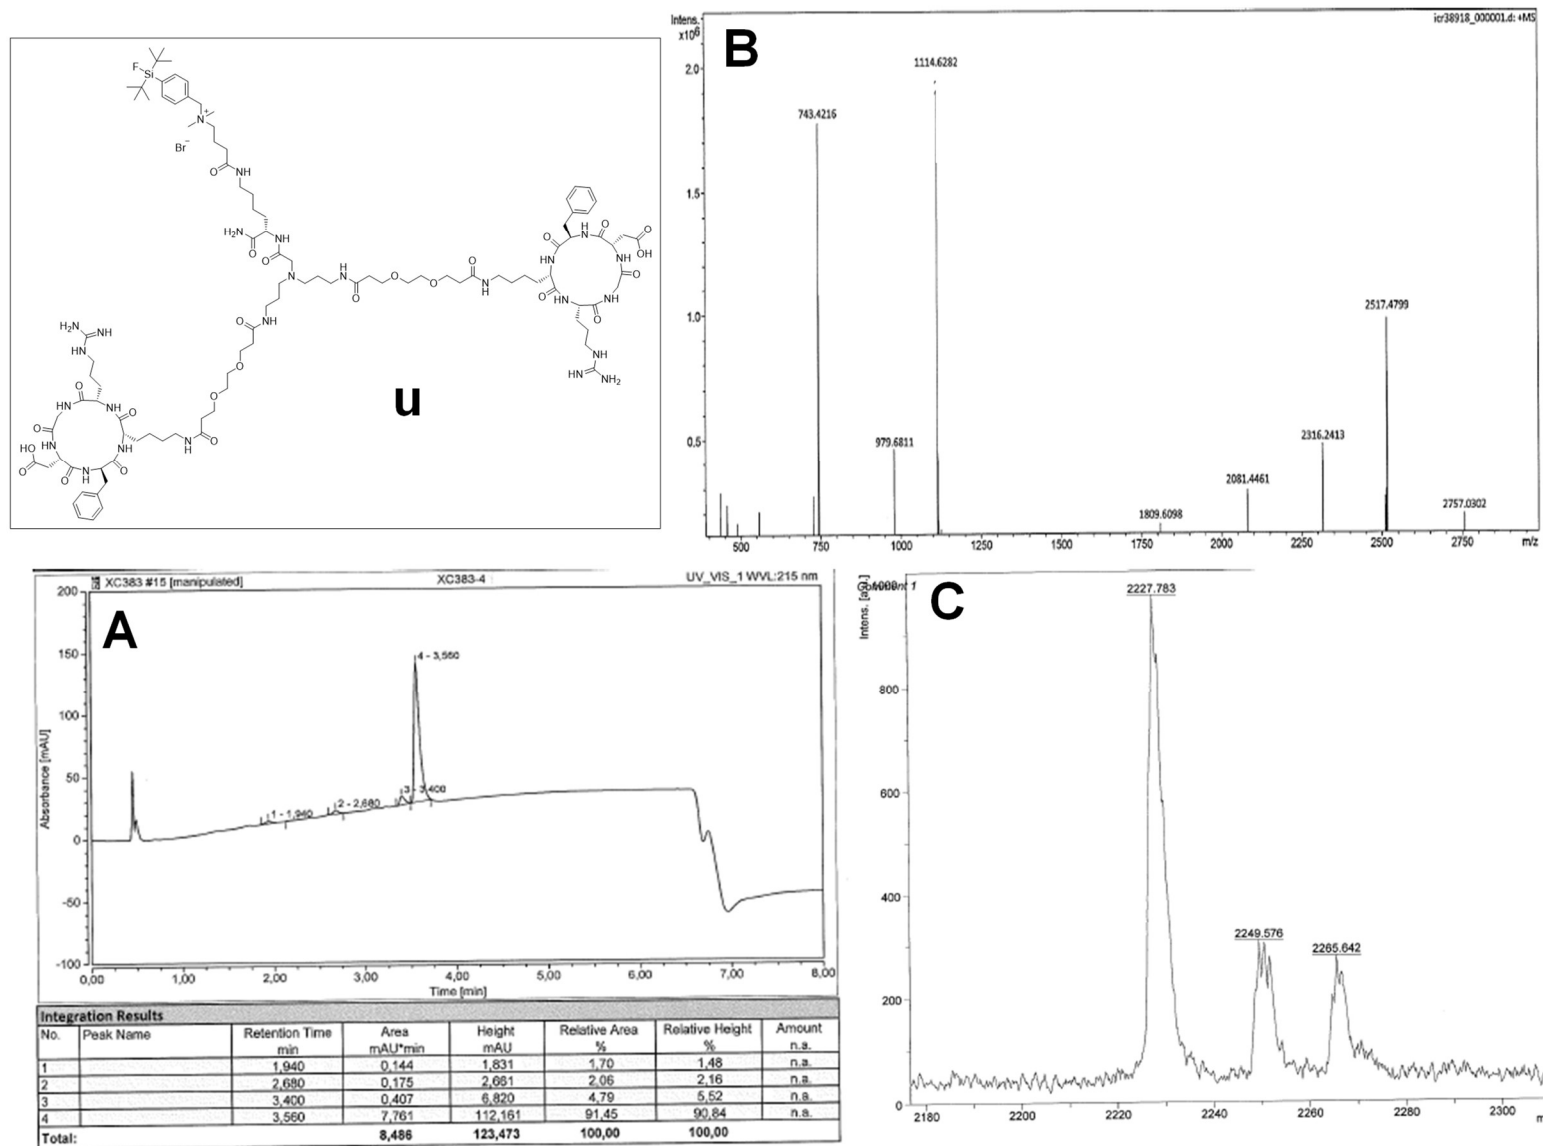 B
Intens.
x10⁶
icr38918_000001.d: +MS
2.0
1.5
1.0
0.5
1114.6282
743.4216
979.6811
1809.6098
2081.4461
2316.2413
2517.4799
2757.0302
500 750 1000 1250 1500 1750 2000 2250 2500 2750 m/z
F
Si
N
+
Br⁻
O
NH
H₂N
O
NH
O
N
H
N
O
O
O
O
N
H
u
O
NH
HN
O
NH
N
H
O
O
OH
O
HN
NH₂
H₂N
NH
HO
A
XC383 #15 [manipulated]
XC383-4
UV_VIS_1 WVL:215 nm
Absorbance [mAU]
200
150
100
50
0
-50
-100
1 - 1,940
2 - 2,680
3 - 3,400
4 - 3,560
0,00 1,00 2,00 3,00 4,00 5,00 6,00 7,00 8,00
Time [min]
Integration Results
No. Peak Name Retention Time Area Height Relative Area Relative Height Amount
min mAU*min mAU % % n.a.
1 1,940 0,144 1,831 1,70 1,48 n.a.
2 2,680 0,175 2,661 2,06 2,16 n.a.
3 3,400 0,407 6,820 4,79 5,52 n.a.
4 3,560 7,761 112,161 91,45 90,84 n.a.
Total: 8,486 123,473 100,00 100,00
C
Intens. [a.u.]
1000
800
600
400
200
0
2227.783
2249.576
2265.642
2180 2200 2220 2240 2260 2280 2300
m